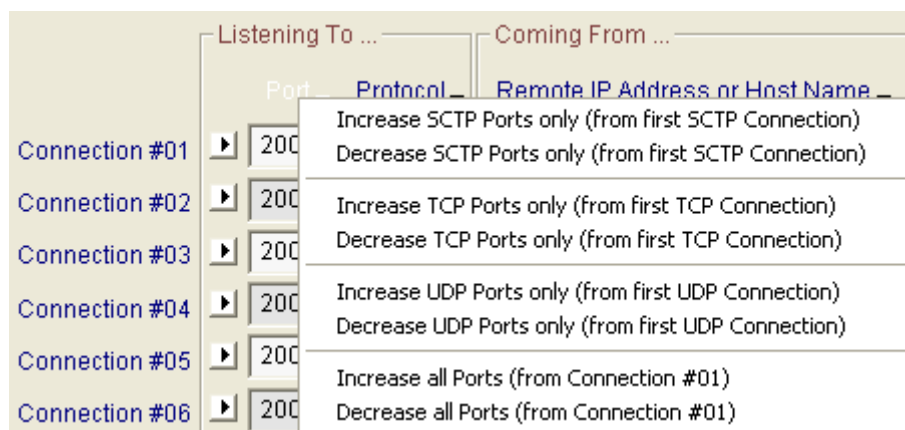 Listening To ... Coming From ...
Port Protocol Remote IP Address or Host Name
Increase SCTP Ports only (from first SCTP Connection)
Connection #01 200 Decrease SCTP Ports only (from first SCTP Connection)
Connection #02 200 Increase TCP Ports only (from first TCP Connection)
Connection #03 200 Decrease TCP Ports only (from first TCP Connection)
Connection #04 200 Increase UDP Ports only (from first UDP Connection)
Decrease UDP Ports only (from first UDP Connection)
Connection #05 200 Increase all Ports (from Connection #01)
Connection #06 200 Decrease all Ports (from Connection #01)